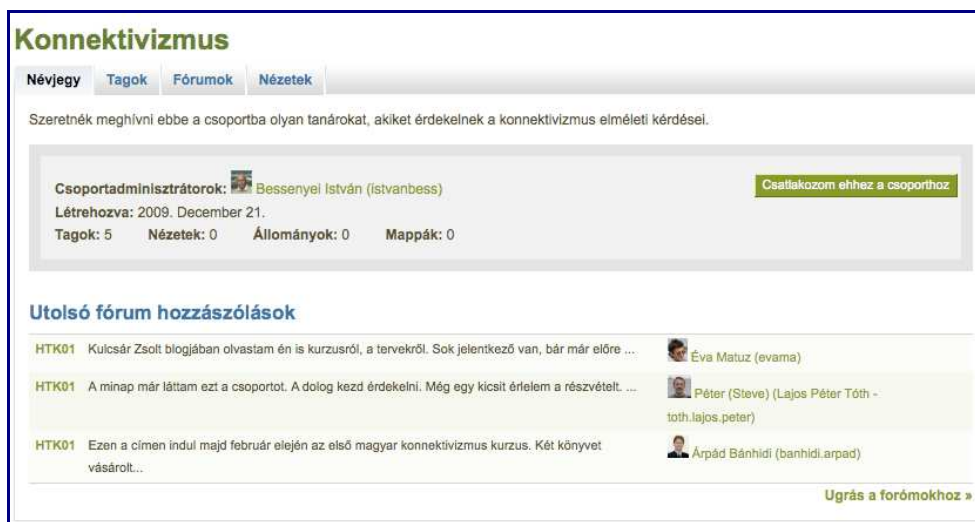 Konnektivizmus
Névjegy Tagok Fórumok Nézetek
Szeretnék meghívni ebbe a csoportba olyan tanárokat, akiket érdekelnek a konnektivizmus elméleti kérdései.
Csoportadminisztrátorok: Bessenyei István (istvanbess)
Csatlakozom ehhez a csoporthoz
Létrehozva: 2009. December 21.
Tagok: 5 Nézetek: 0 Állományok: 0 Mappák: 0
Utolsó fórum hozzászólások
HTK01 Kulcsár Zsolt blogjában olvastam én is kurzusról, a tervekről. Sok jelentkező van, bár már előre ... Éva Matuz (evama)
HTK01 A minap már láttam ezt a csoportot. A dolog kezd érdekelni. Még egy kicsit érlelem a részvételt. ... Péter (Steve) (Lajos Péter Tóth -
toth.lajos.peter)
HTK01 Ezen a címen indul majd február elején az első magyar konnektivizmus kurzus. Két könyvet Árpád Bánhidi (banhidi.arpad)
vásárolt...
Ugrás a forómokhoz »